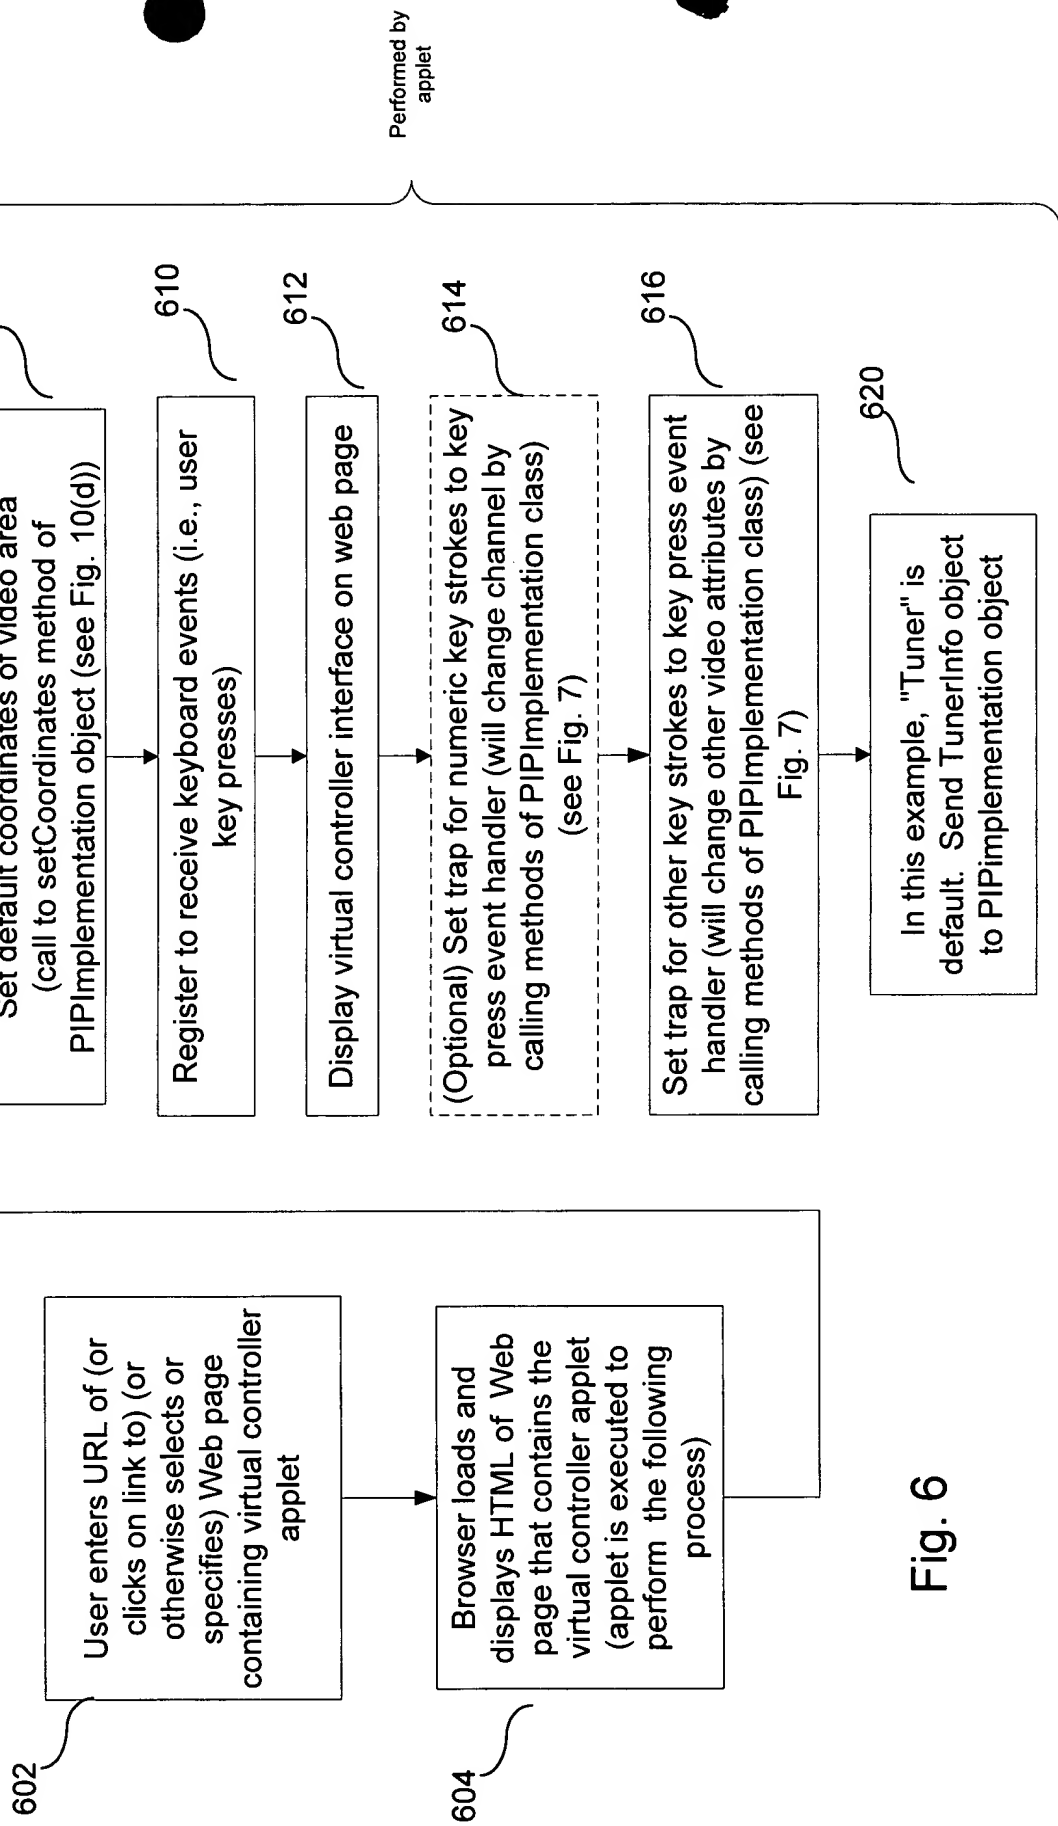 602
User enters URL of (or
clicks on link to) (or
otherwise selects or
specifies) Web page
containing virtual controller
applet
604
Browser loads and
displays HTML of Web
page that contains the
virtual controller applet
(applet is executed to
perform the following
process)
Set default coordinates of video area
(call to setCoordinates method of
PIPImplementation object (see Fig. 10(d))
610
Register to receive keyboard events (i.e., user
key presses)
612
Display virtual controller interface on web page
614
(Optional) Set trap for numeric key strokes to key
press event handler (will change channel by
calling methods of PIPImplementation class)
(see Fig. 7)
616
Set trap for other key strokes to key press event
handler (will change other video attributes by
calling methods of PIPImplementation class) (see
Fig. 7)
620
In this example, "Tuner" is
default. Send TunerInfo object
to PIPimplementation object
Performed by
applet
Fig. 6